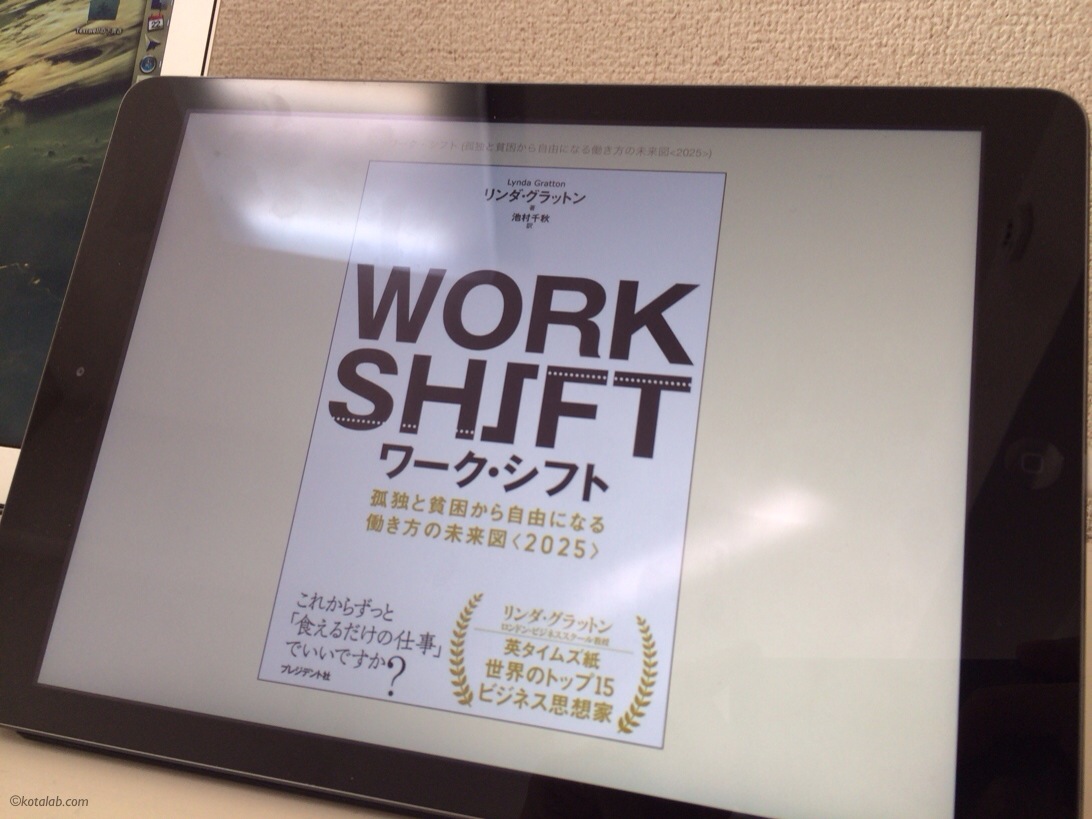 ワーク・シフト (孤独と貧困から自由になる働き方の未来図<2025>)
Lynda Gratton
リンダ・グラットン
著
池村千秋
訳
WORK
SHIFT
ワーク・シフト
孤独と貧困から自由になる
働き方の未来図〈2025〉
これからずっと
「食えるだけの仕事」
でいいですか?
プレジデント社
リンダ・グラットン
ロンドン・ビジネススクール教授
英タイムズ紙
世界のトップ15
ビジネス思想家
22
©kotalab.com